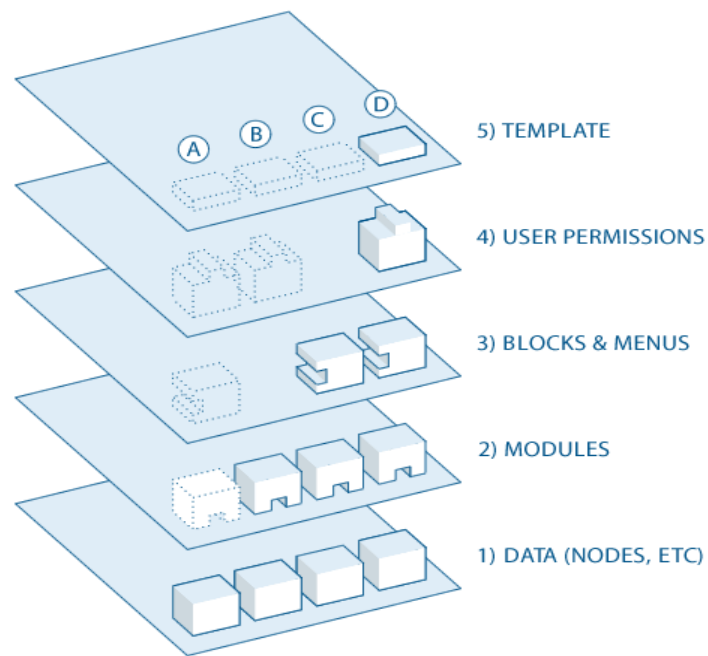 A
B
C
D
5) TEMPLATE
4) USER PERMISSIONS
3) BLOCKS & MENUS
2) MODULES
1) DATA (NODES, ETC)